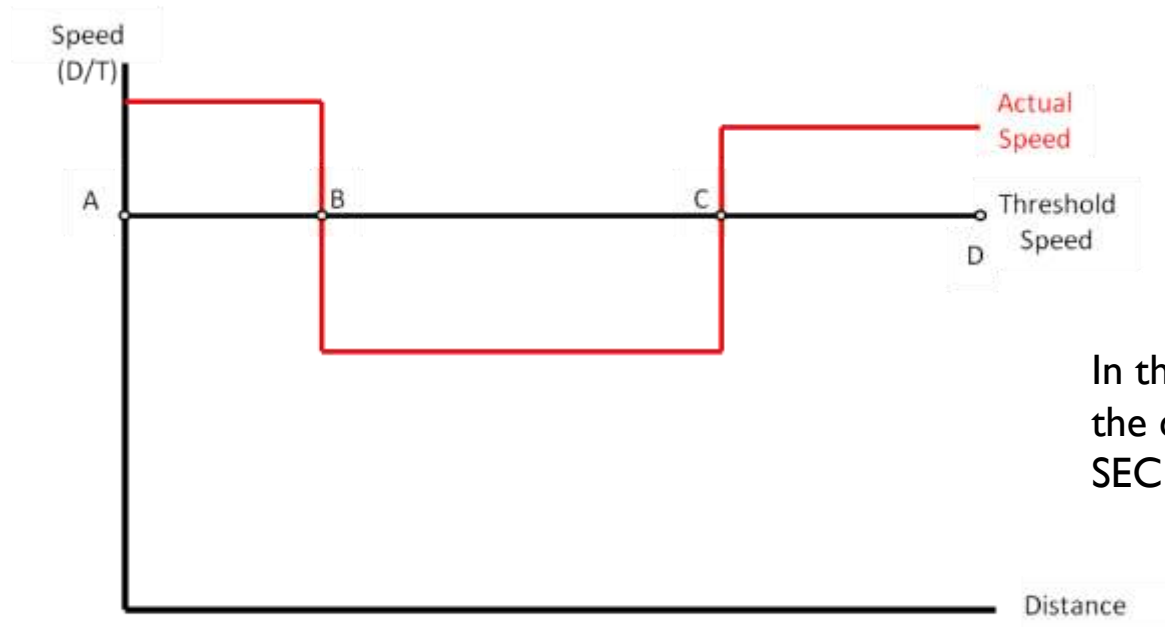 Speed
(D/T)
Actual
Speed
A
B
C
Threshold
Speed
D
In th
the
SEC
Distance